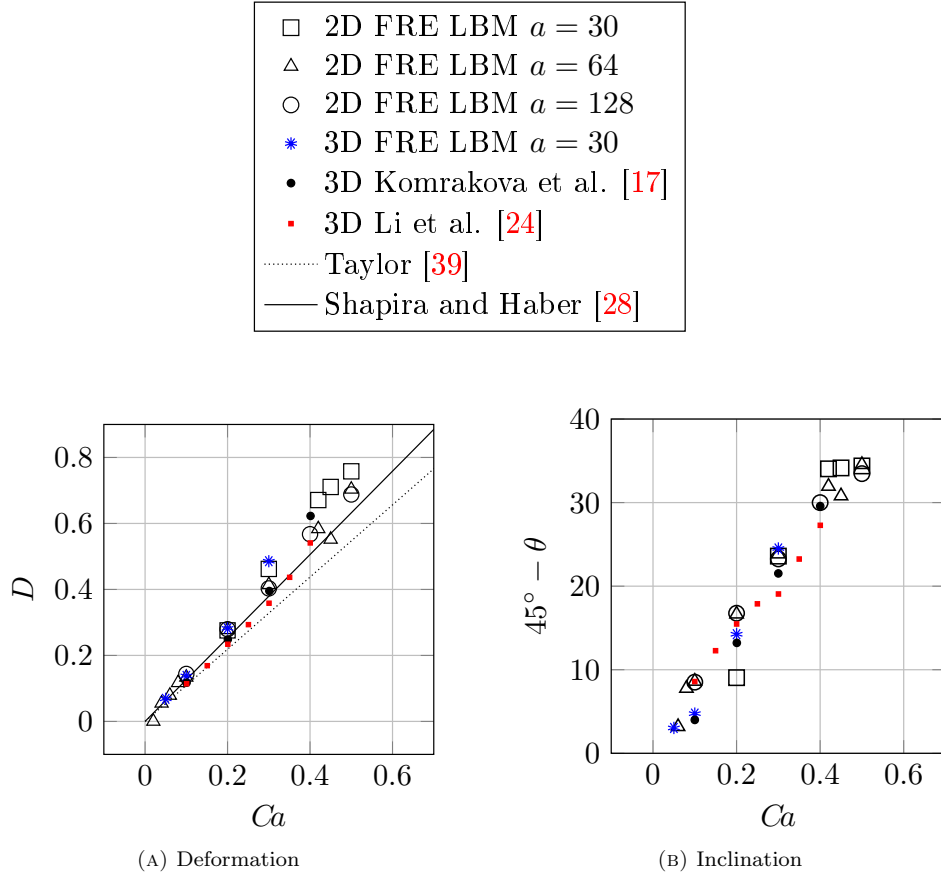 2D FRE LBM a = 30
2D FRE LBM a = 64
2D FRE LBM a = 128
3D FRE LBM a = 30
3D Komrakova et al. [17]
3D Li et al. [24]
Taylor [39]
Shapira and Haber [28]
0.8
0.6
0.4
0.2
0
D
0 0.2 0.4 0.6
Ca
(A) Deformation
40
30
20
10
0
45° − θ
0 0.2 0.4 0.6
Ca
(B) Inclination